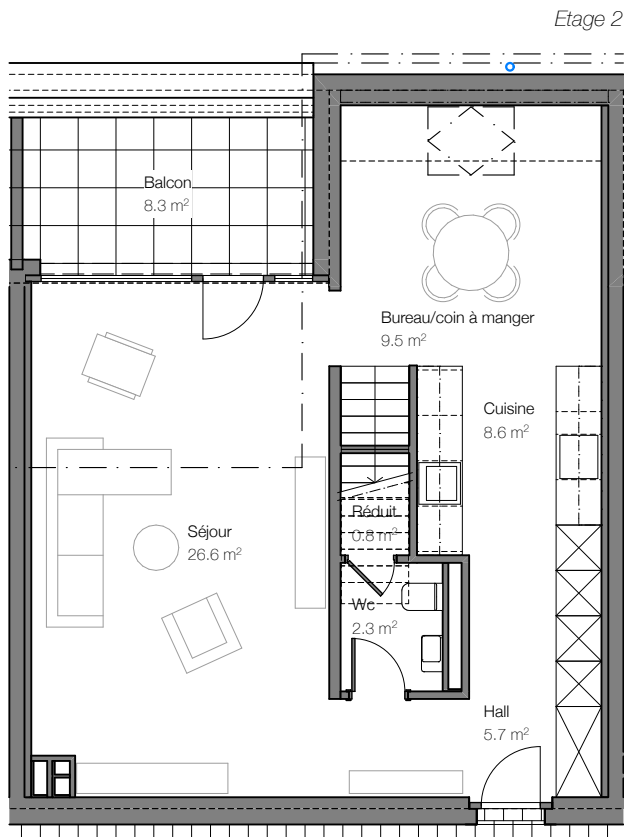 Etage 2
Balcon
8.3 m²
Bureau/coin à manger
9.5 m²
Cuisine
8.6 m²
Réduit
0.8 m²
Séjour
26.6 m²
Wc
2.3 m²
Hall
5.7 m²